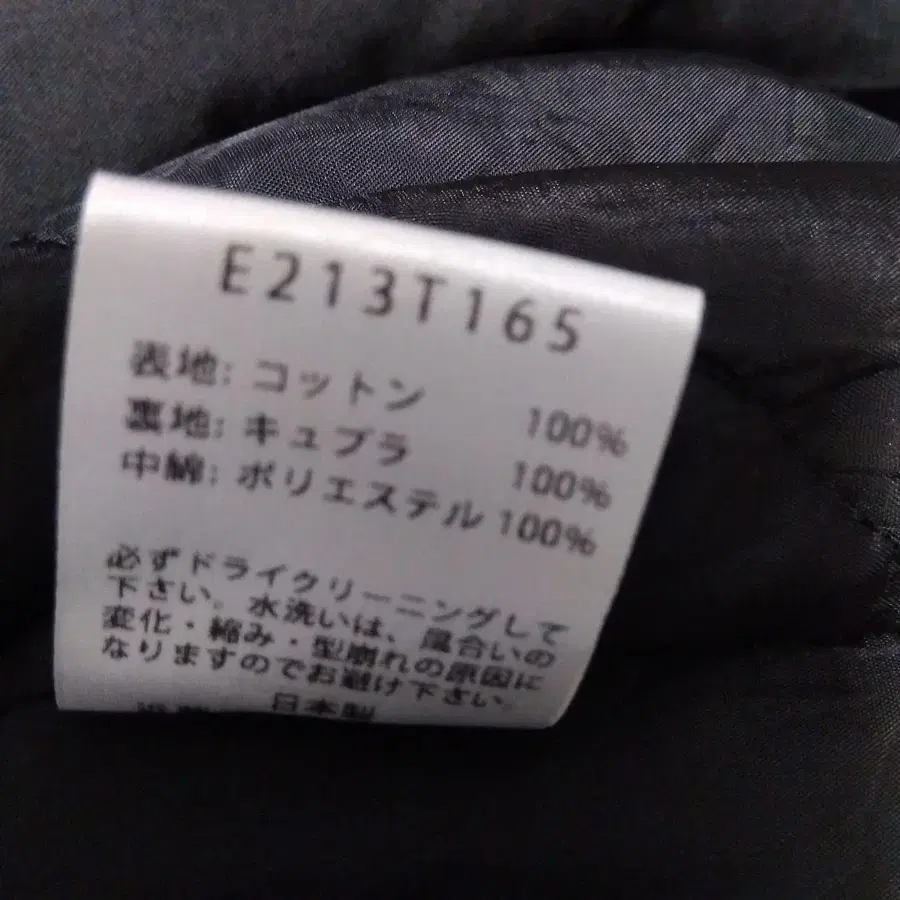 E213T165
表地: コットン 100%
裏地: キュプラ 100%
中綿: ポリエステル 100%
必ずドライクリーニングして
下さい。水洗いは、風合いの
変化・縮み・型崩れの原因に
なりますのでお避け下さい。
日本製